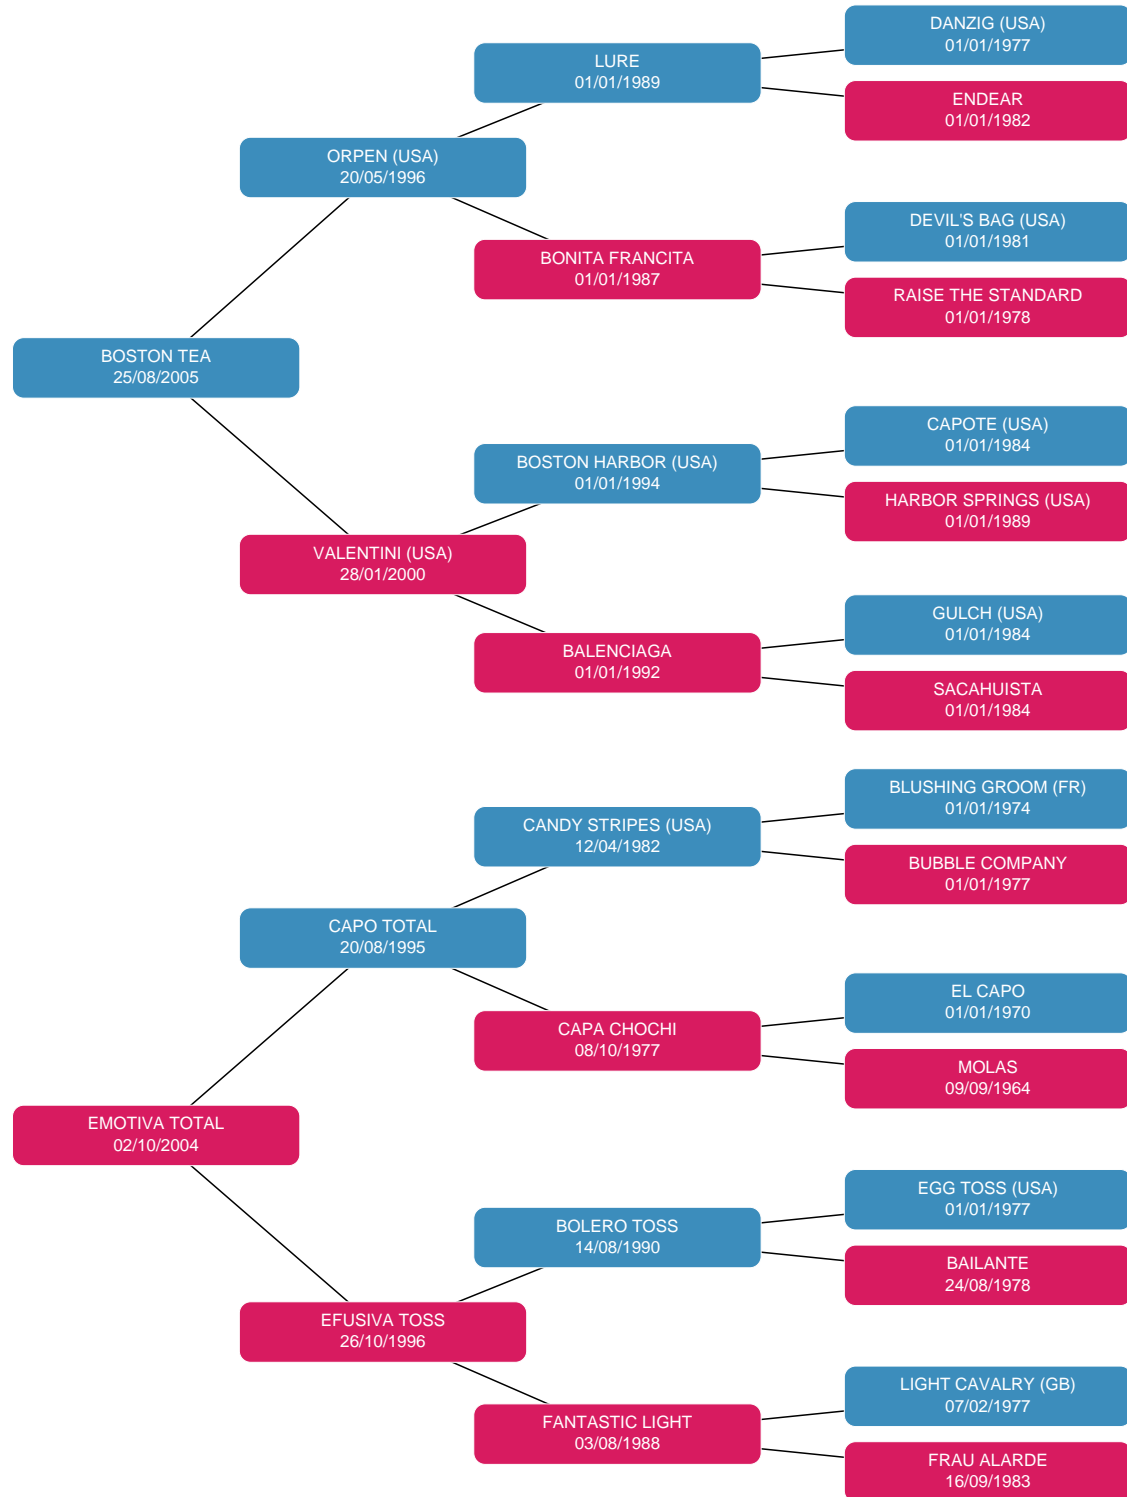 DANZIG (USA)
01/01/1977
LURE
01/01/1989
ENDEAR
01/01/1982
ORPEN (USA)
20/05/1996
DEVIL'S BAG (USA)
01/01/1981
BONITA FRANCITA
01/01/1987
RAISE THE STANDARD
01/01/1978
BOSTON TEA
25/08/2005
CAPOTE (USA)
01/01/1984
BOSTON HARBOR (USA)
01/01/1994
HARBOR SPRINGS (USA)
01/01/1989
VALENTINI (USA)
28/01/2000
GULCH (USA)
01/01/1984
BALENCIAGA
01/01/1992
SACAHUISTA
01/01/1984
BLUSHING GROOM (FR)
01/01/1974
CANDY STRIPES (USA)
12/04/1982
BUBBLE COMPANY
01/01/1977
CAPO TOTAL
20/08/1995
EL CAPO
01/01/1970
CAPA CHOCHI
08/10/1977
MOLAS
09/09/1964
EMOTIVA TOTAL
02/10/2004
EGG TOSS (USA)
01/01/1977
BOLERO TOSS
14/08/1990
BAILANTE
24/08/1978
EFUSIVA TOSS
26/10/1996
LIGHT CAVALRY (GB)
07/02/1977
FANTASTIC LIGHT
03/08/1988
FRAU ALARDE
16/09/1983